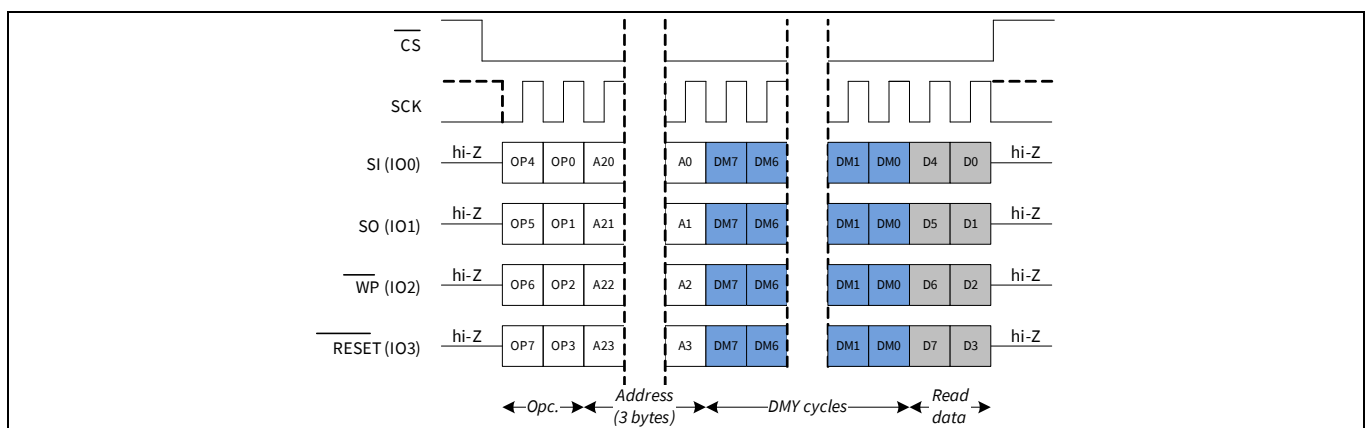 CS
SCK
SI (IO0) hi-Z OP4 OP0 A20 A0 DM7 DM6 DM1 DM0 D4 D0 hi-Z
SO (IO1) hi-Z OP5 OP1 A21 A1 DM7 DM6 DM1 DM0 D5 D1 hi-Z
WP (IO2) hi-Z OP6 OP2 A22 A2 DM7 DM6 DM1 DM0 D6 D2 hi-Z
RESET (IO3) hi-Z OP7 OP3 A23 A3 DM7 DM6 DM1 DM0 D7 D3 hi-Z
Opc. Address (3 bytes) DMY cycles Read data